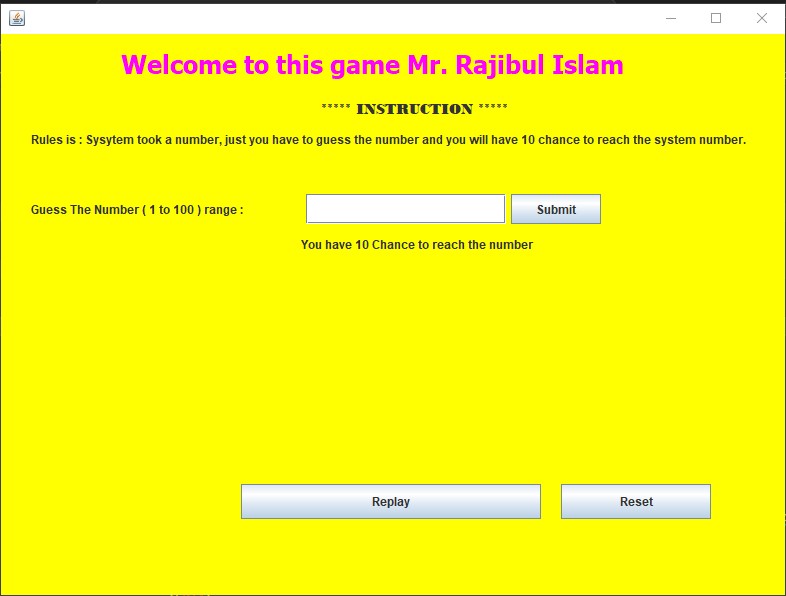 Welcome to this game Mr. Rajibul Islam
***** INSTRUCTION *****
Rules is : Sysytem took a number, just you have to guess the number and you will have 10 chance to reach the system number.
Guess The Number ( 1 to 100 ) range : Submit
You have 10 Chance to reach the number
Replay Reset